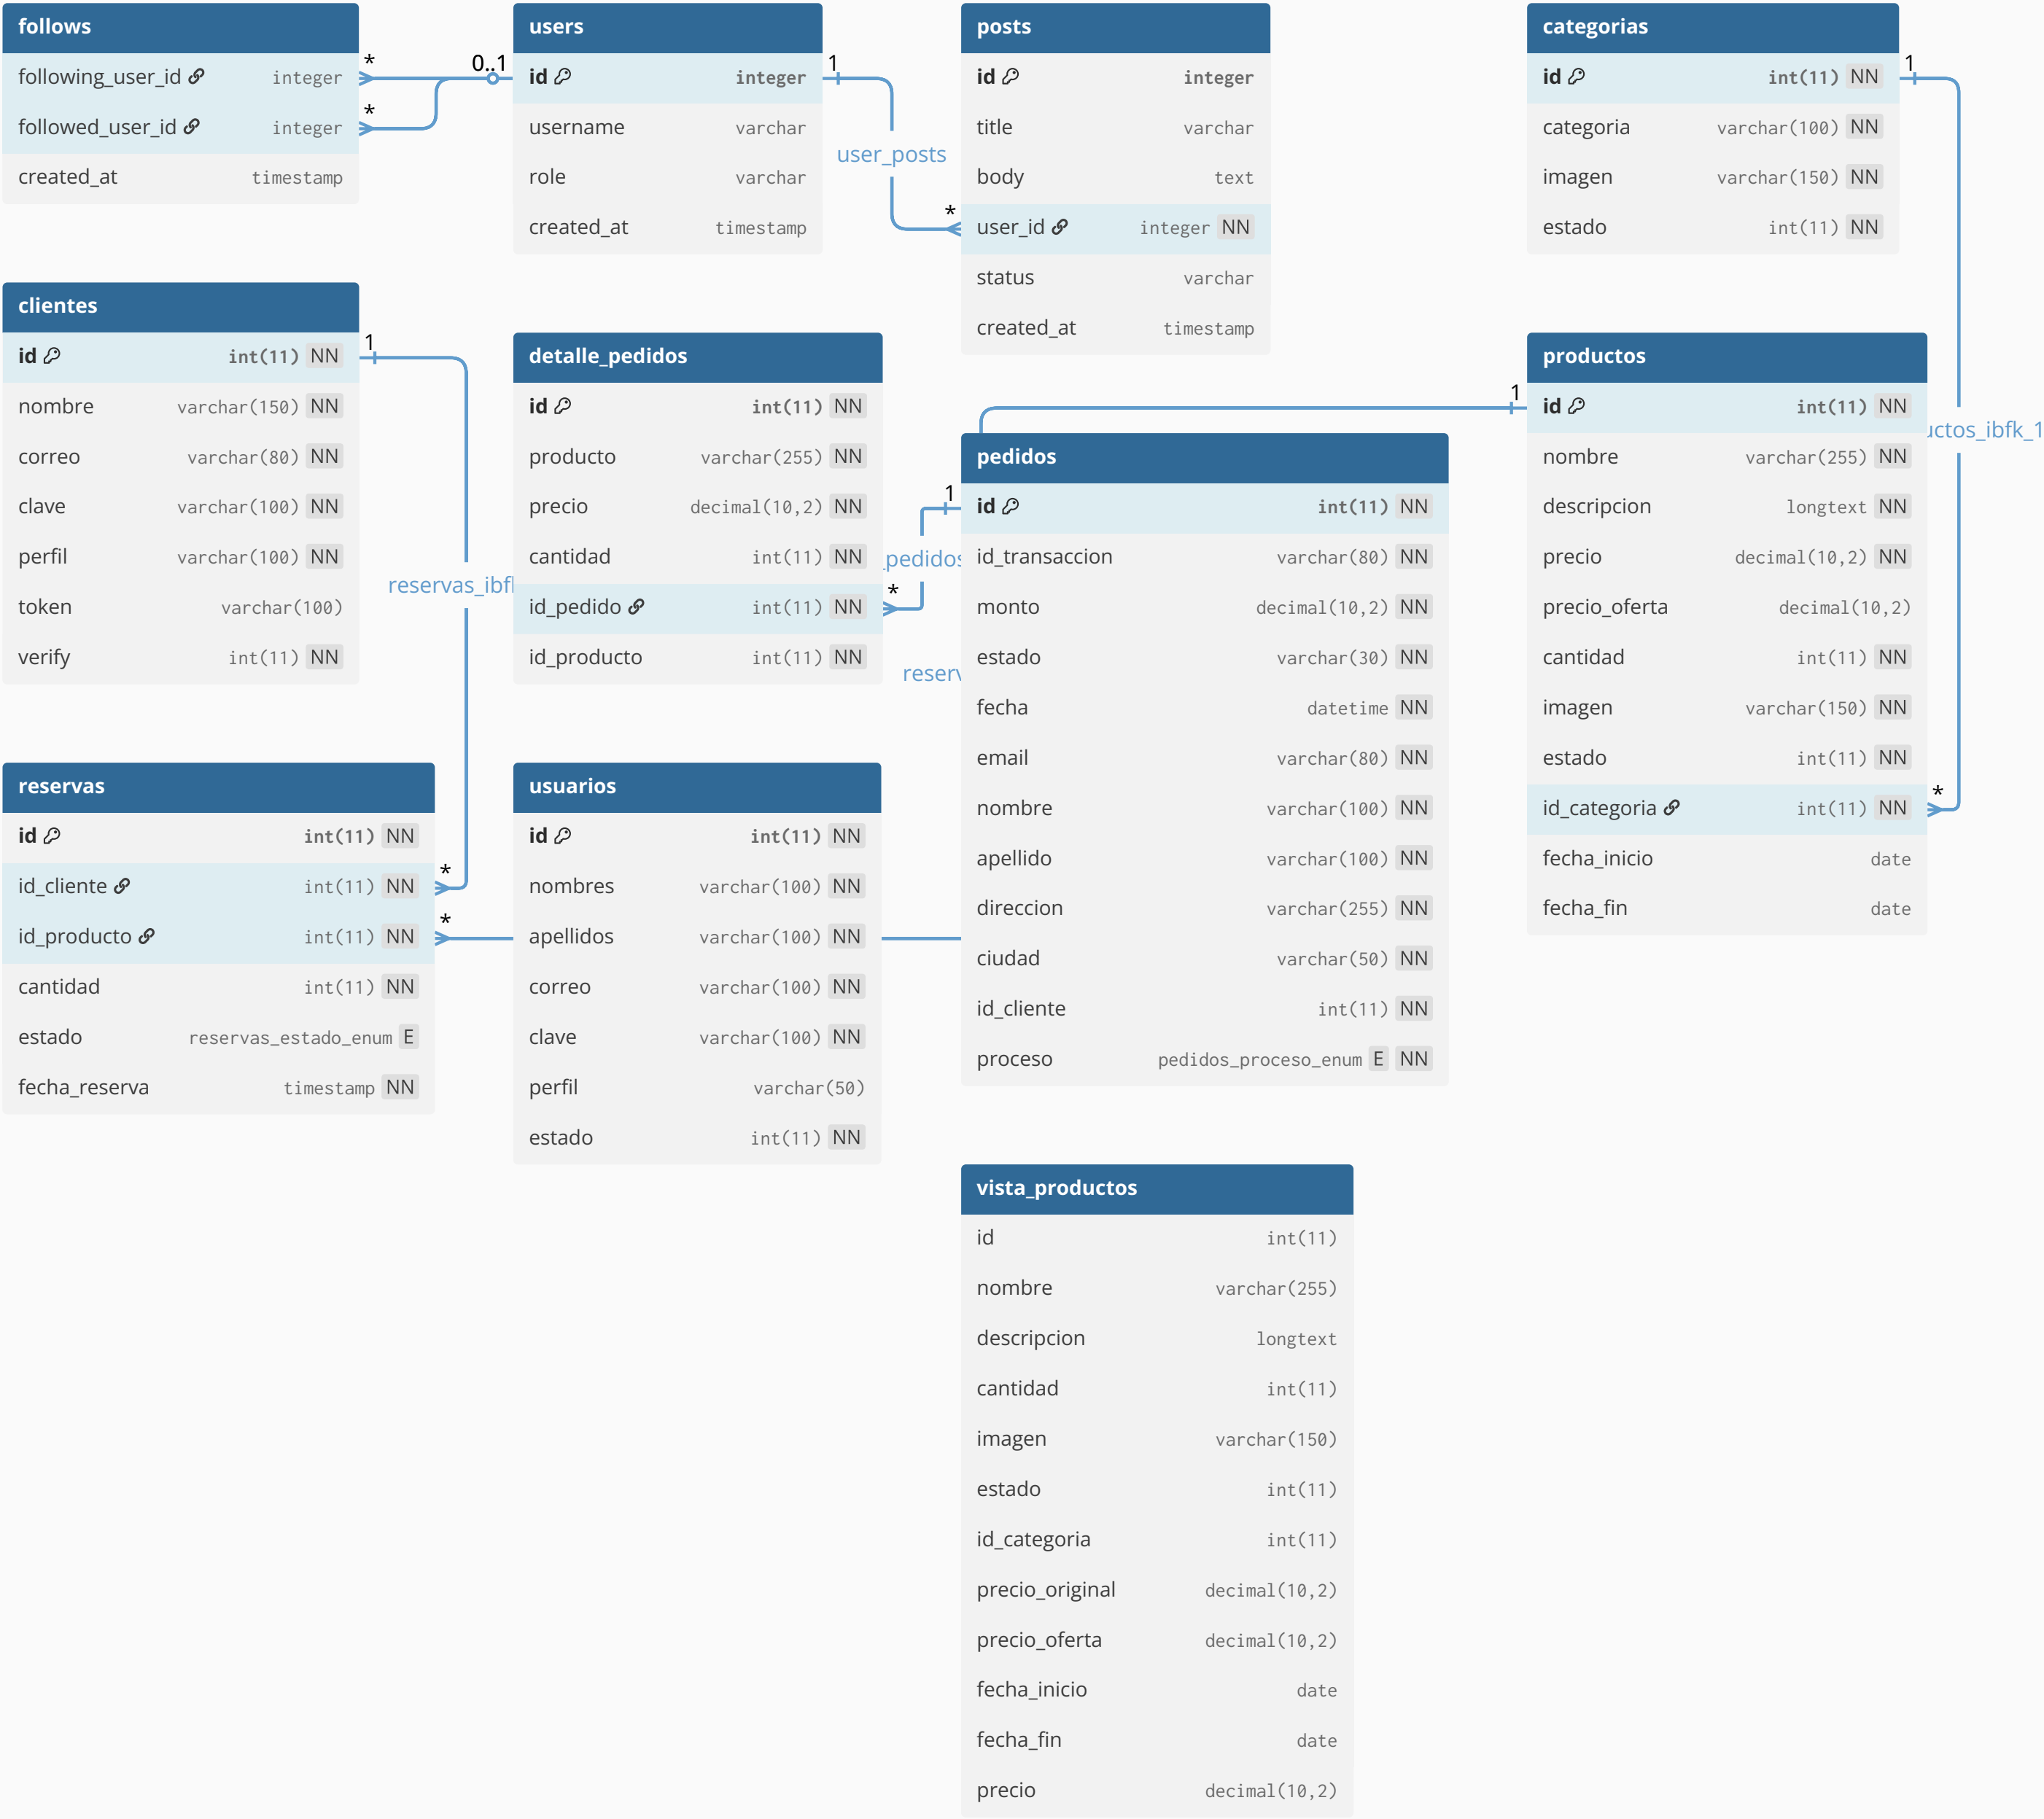 follows
following_user_id integer
followed_user_id integer
created_at timestamp
*
*
0..1
users
id integer
username varchar
role varchar
created_at timestamp
1
user_posts
*
posts
id integer
title varchar
body text
user_id integer NN
status varchar
created_at timestamp
categorias
id int(11) NN
categoria varchar(100) NN
imagen varchar(150) NN
estado int(11) NN
1
clientes
id int(11) NN
nombre varchar(150) NN
correo varchar(80) NN
clave varchar(100) NN
perfil varchar(100) NN
token varchar(100)
verify int(11) NN
1
reservas_ibf
detalle_pedidos
id int(11) NN
producto varchar(255) NN
precio decimal(10,2) NN
cantidad int(11) NN
id_pedido int(11) NN
id_producto int(11) NN
1
_pedidos
*
reserv
pedidos
id int(11) NN
id_transaccion varchar(80) NN
monto decimal(10,2) NN
estado varchar(30) NN
fecha datetime NN
email varchar(80) NN
nombre varchar(100) NN
apellido varchar(100) NN
direccion varchar(255) NN
ciudad varchar(50) NN
id_cliente int(11) NN
proceso pedidos_proceso_enum E NN
1
productos
id int(11) NN
nombre varchar(255) NN
descripcion longtext NN
precio decimal(10,2) NN
precio_oferta decimal(10,2)
cantidad int(11) NN
imagen varchar(150) NN
estado int(11) NN
id_categoria int(11) NN
fecha_inicio date
fecha_fin date
uctos_ibfk_1
*
reservas
id int(11) NN
id_cliente int(11) NN
id_producto int(11) NN
cantidad int(11) NN
estado reservas_estado_enum E
fecha_reserva timestamp NN
*
*
usuarios
id int(11) NN
nombres varchar(100) NN
apellidos varchar(100) NN
correo varchar(100) NN
clave varchar(100) NN
perfil varchar(50)
estado int(11) NN
vista_productos
id int(11)
nombre varchar(255)
descripcion longtext
cantidad int(11)
imagen varchar(150)
estado int(11)
id_categoria int(11)
precio_original decimal(10,2)
precio_oferta decimal(10,2)
fecha_inicio date
fecha_fin date
precio decimal(10,2)